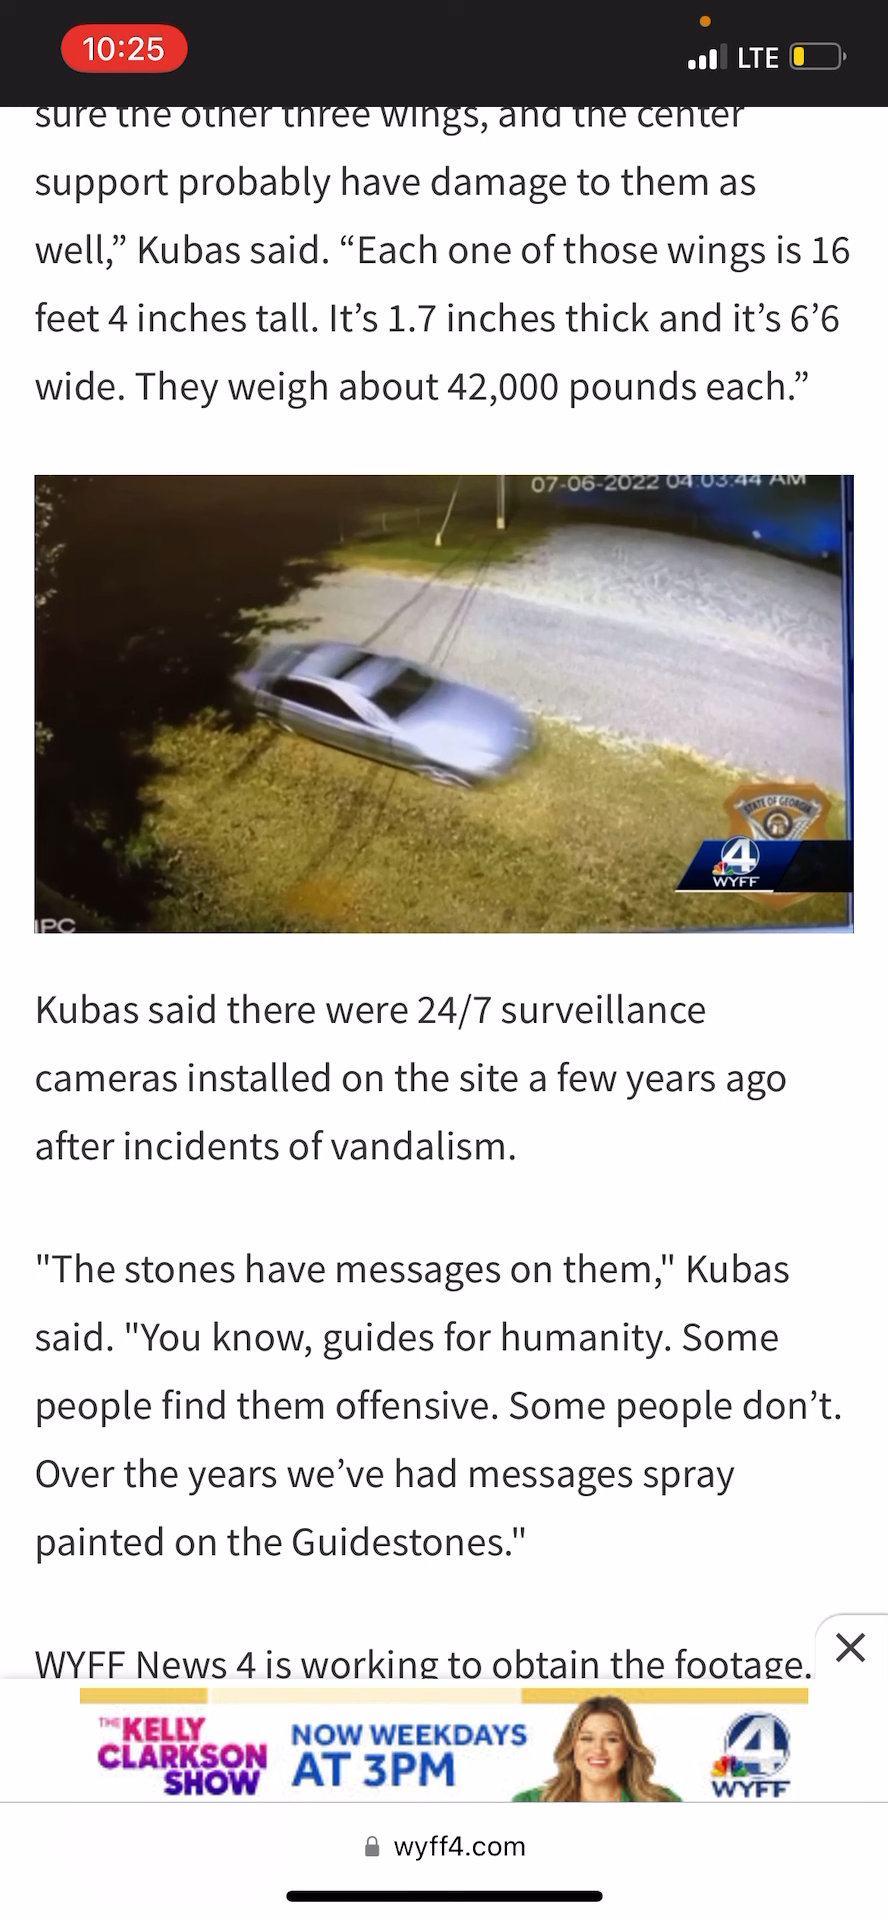 10:25
LTE
sure the other three wings, and the center
support probably have damage to them as
well,” Kubas said. “Each one of those wings is 16
feet 4 inches tall. It’s 1.7 inches thick and it’s 6’6
wide. They weigh about 42,000 pounds each.”
07-06-2022 04:03:44 AM
STATE OF GEORGIA
4
WYFF
IPC
Kubas said there were 24/7 surveillance
cameras installed on the site a few years ago
after incidents of vandalism.
"The stones have messages on them," Kubas
said. "You know, guides for humanity. Some
people find them offensive. Some people don’t.
Over the years we’ve had messages spray
painted on the Guidestones."
WYFF News 4 is working to obtain the footage.
THE KELLY
CLARKSON
SHOW
NOW WEEKDAYS
AT 3PM
4
WYFF
wyff4.com